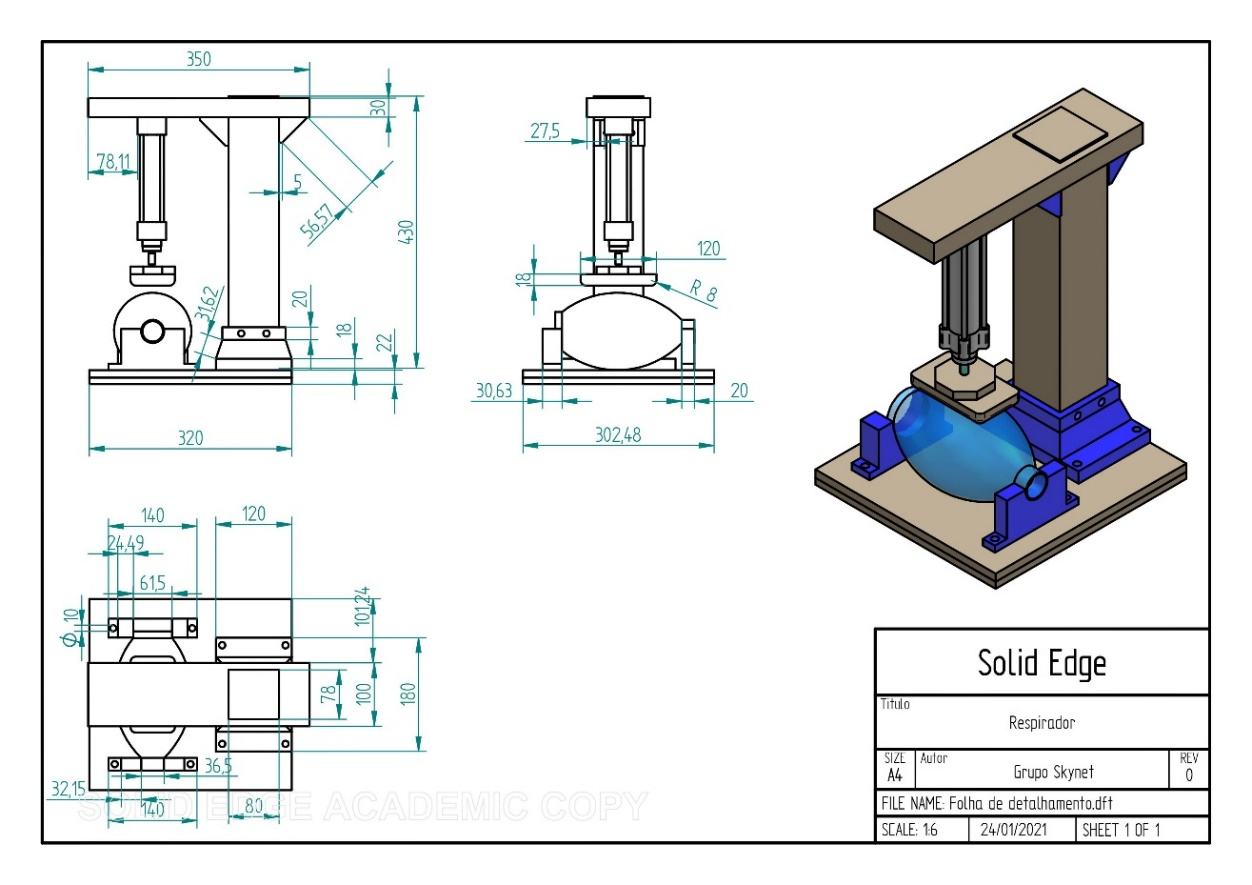 350
30
78,11
5
56,57
430
31,62
20
18
22
320
27,5
120
18
R 8
30,63
20
302,48
140
120
24,49
61,5
Ø 10
101,24
78
100
180
36,5
32,15
140
80
SOLID EDGE ACADEMIC COPY
Solid Edge
Título
Respirador
SIZE
A4
Autor
Grupo Skynet
REV
0
FILE NAME: Folha de detalhamento.dft
SCALE: 1:6
24/01/2021
SHEET 1 OF 1